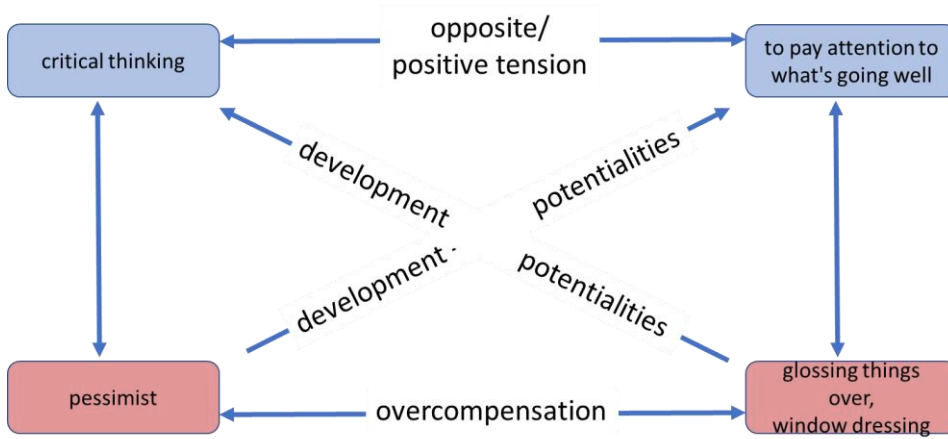 critical thinking
opposite/
positive tension
to pay attention to
what's going well
development
potentialities
development
potentialities
pessimist
overcompensation
glossing things
over,
window dressing